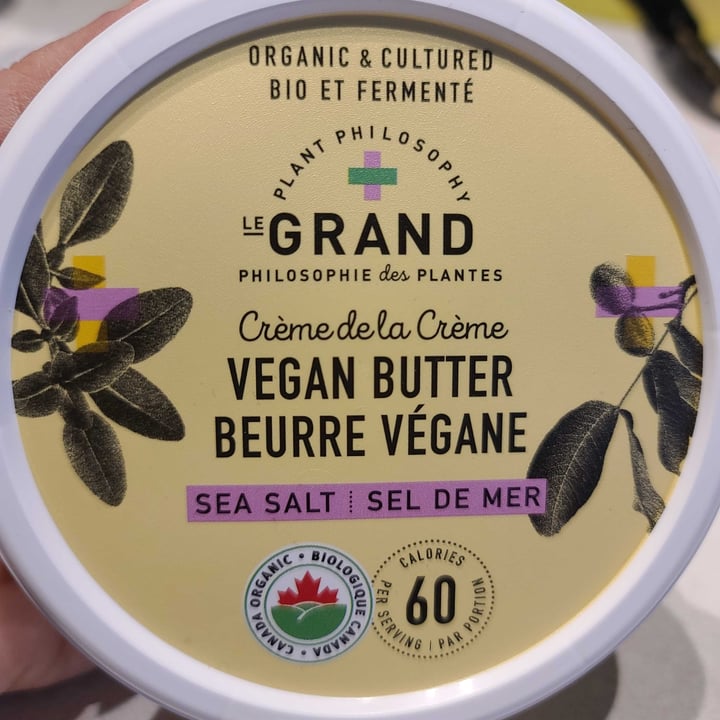 ORGANIC & CULTURED
BIO ET FERMENTÉ
PLANT PHILOSOPHY
LE GRAND
PHILOSOPHIE des PLANTES
Crème de la Crème
VEGAN BUTTER
BEURRE VÉGANE
SEA SALT | SEL DE MER
CANADA ORGANIC • BIOLOGIQUE CANADA •
CALORIES
60
PER SERVING | PAR PORTION